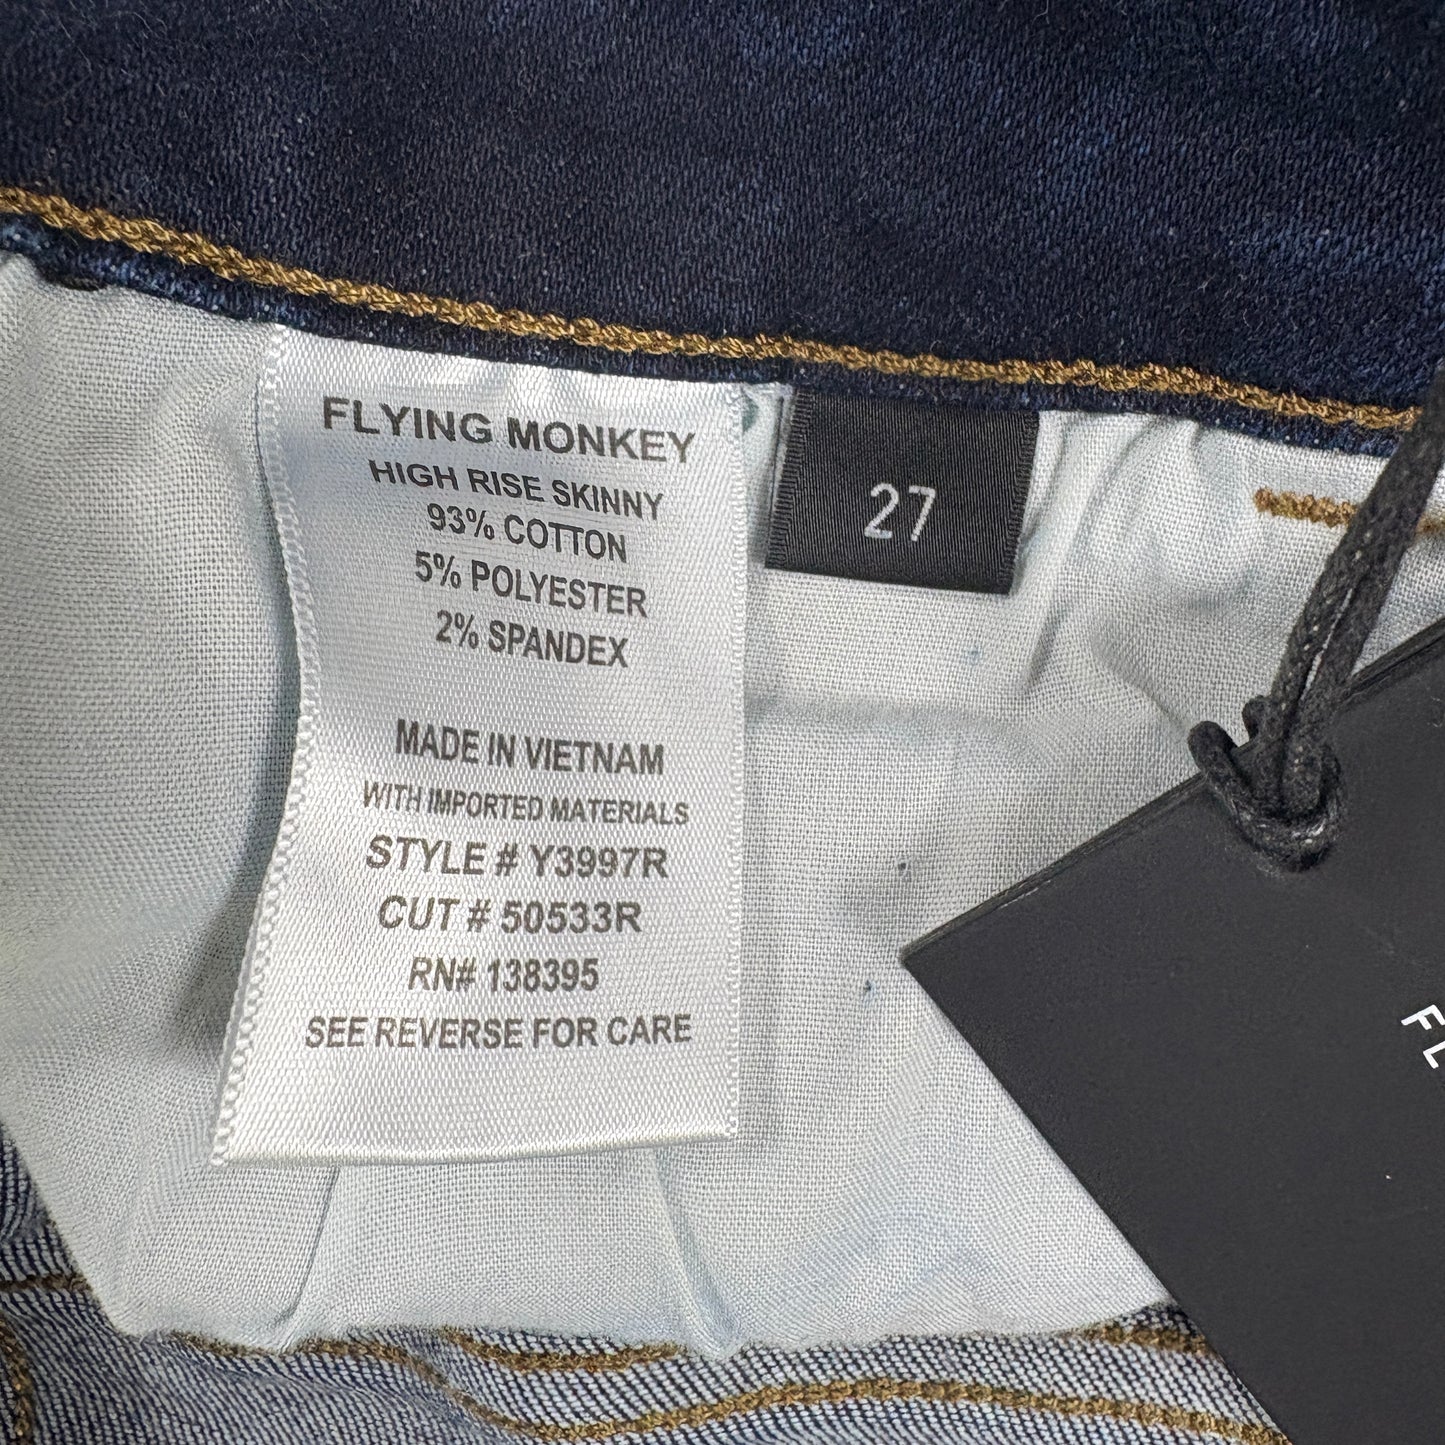 FLYING MONKEY
HIGH RISE SKINNY
93% COTTON
5% POLYESTER
2% SPANDEX
MADE IN VIETNAM
WITH IMPORTED MATERIALS
STYLE # Y3997R
CUT # 50533R
RN# 138395
SEE REVERSE FOR CARE
27
FL